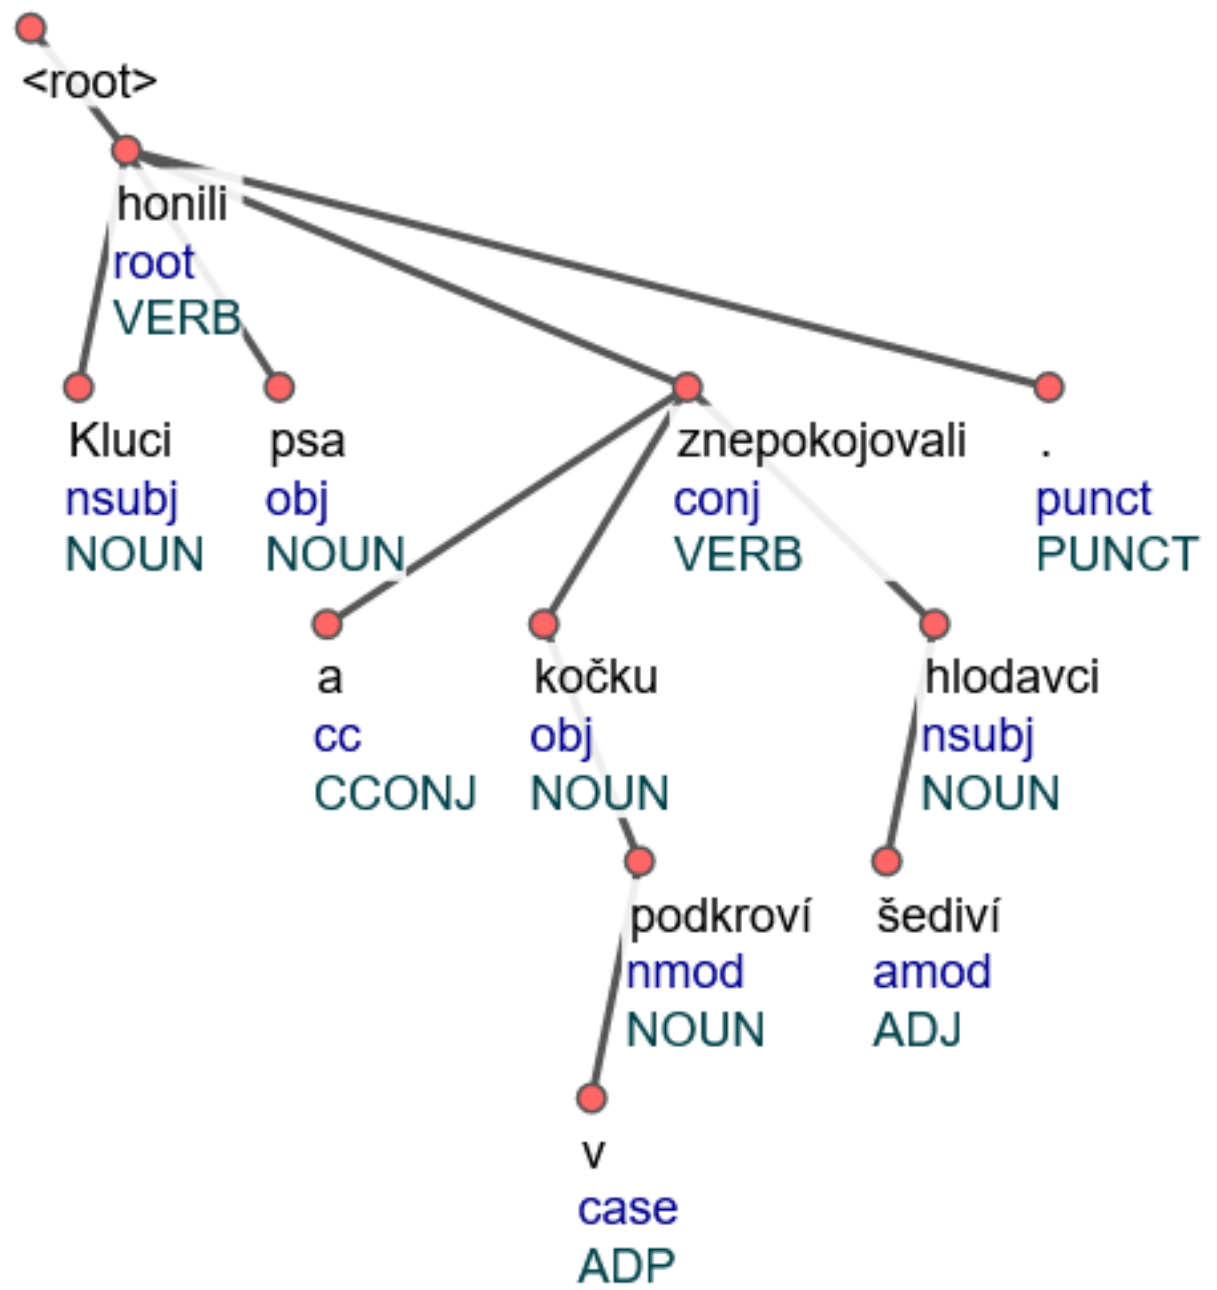 <root>
honili
root
VERB
Kluci
nsubj
NOUN
psa
obj
NOUN
znepokojovali
conj
VERB
.
punct
PUNCT
a
cc
CCONJ
kočku
obj
NOUN
hlodavci
nsubj
NOUN
podkroví
nmod
NOUN
šediví
amod
ADJ
v
case
ADP